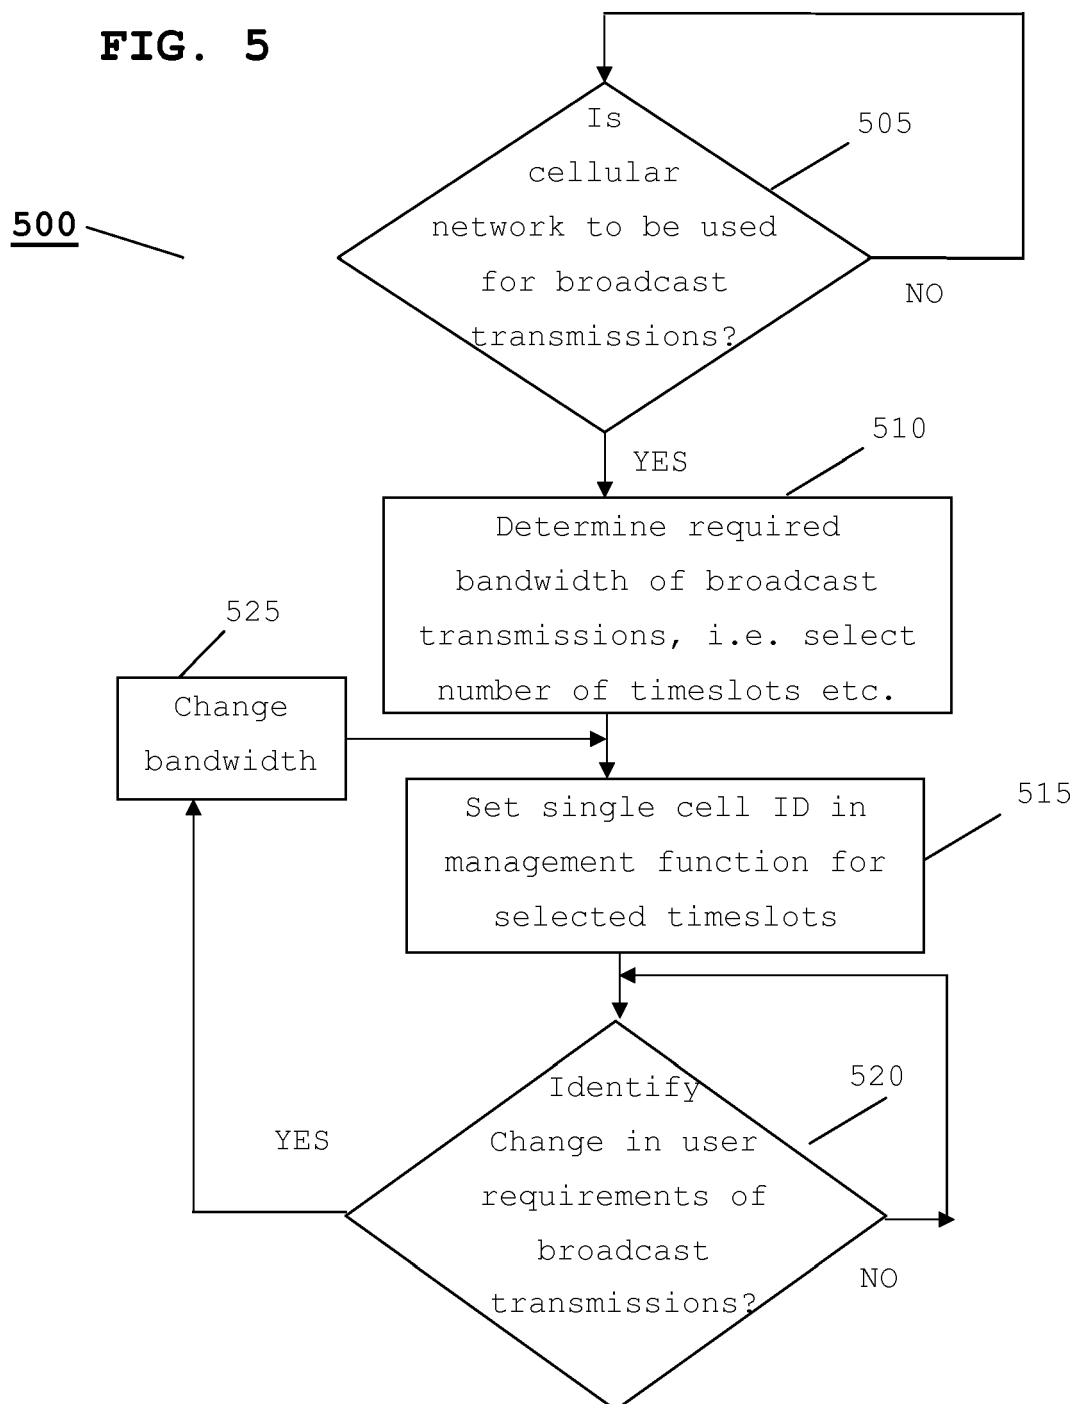 FIG. 5
Is
cellular
network to be used
for broadcast
transmissions?
505
500
NO
YES
510
Determine required
bandwidth of broadcast
transmissions, i.e. select
number of timeslots etc.
525
Change
bandwidth
Set single cell ID in
management function for
selected timeslots
515
Identify
Change in user
requirements of
broadcast
transmissions?
520
YES
NO